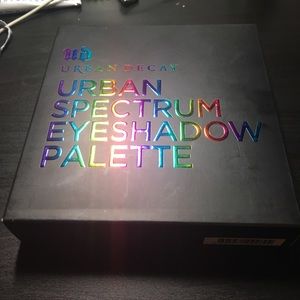 UD
URBAN DECAY
URBAN
SPECTRUM
EYESHADOW
PALETTE